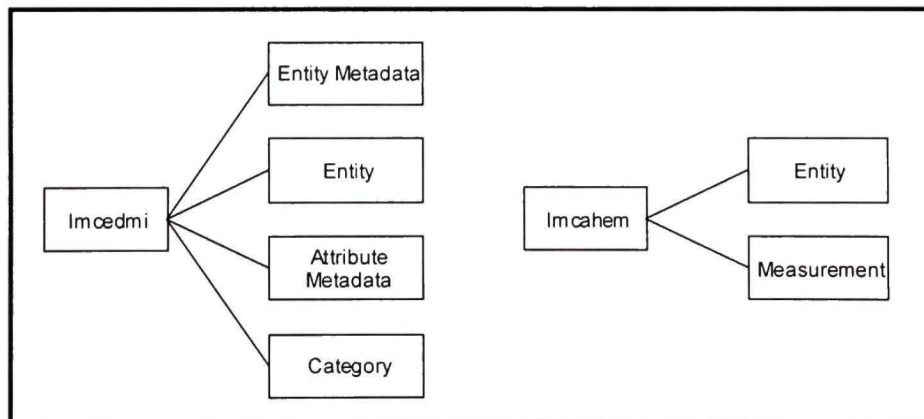 Entity Metadata
Entity
Imcedmi
Attribute
Metadata
Category
Entity
Imcahem
Measurement